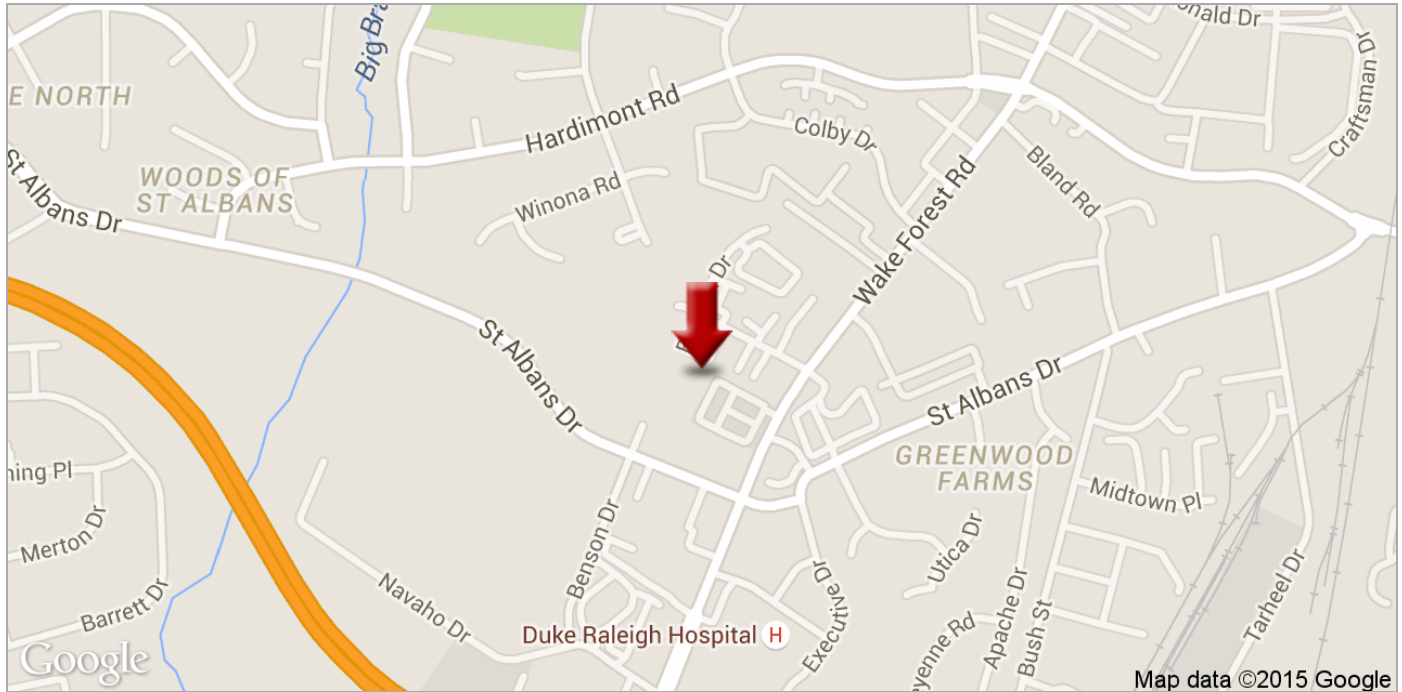 Big Bra
onald Dr
Craftsman Dr
E NORTH
Hardimont Rd
Colby Dr
WOODS OF
ST ALBANS
St Albans Dr
Winona Rd
Bland Rd
Wake Forest Rd
Dr
St Albans Dr
St Albans Dr
GREENWOOD
FARMS
ning Pl
Midtown Pl
Merton Dr
Benson Dr
Utica Dr
Barrett Dr
Navaho Dr
Executive Dr
Apache Dr
Bush St
Tarheel Dr
Duke Raleigh Hospital H
eyenne Rd
Google
Map data ©2015 Google